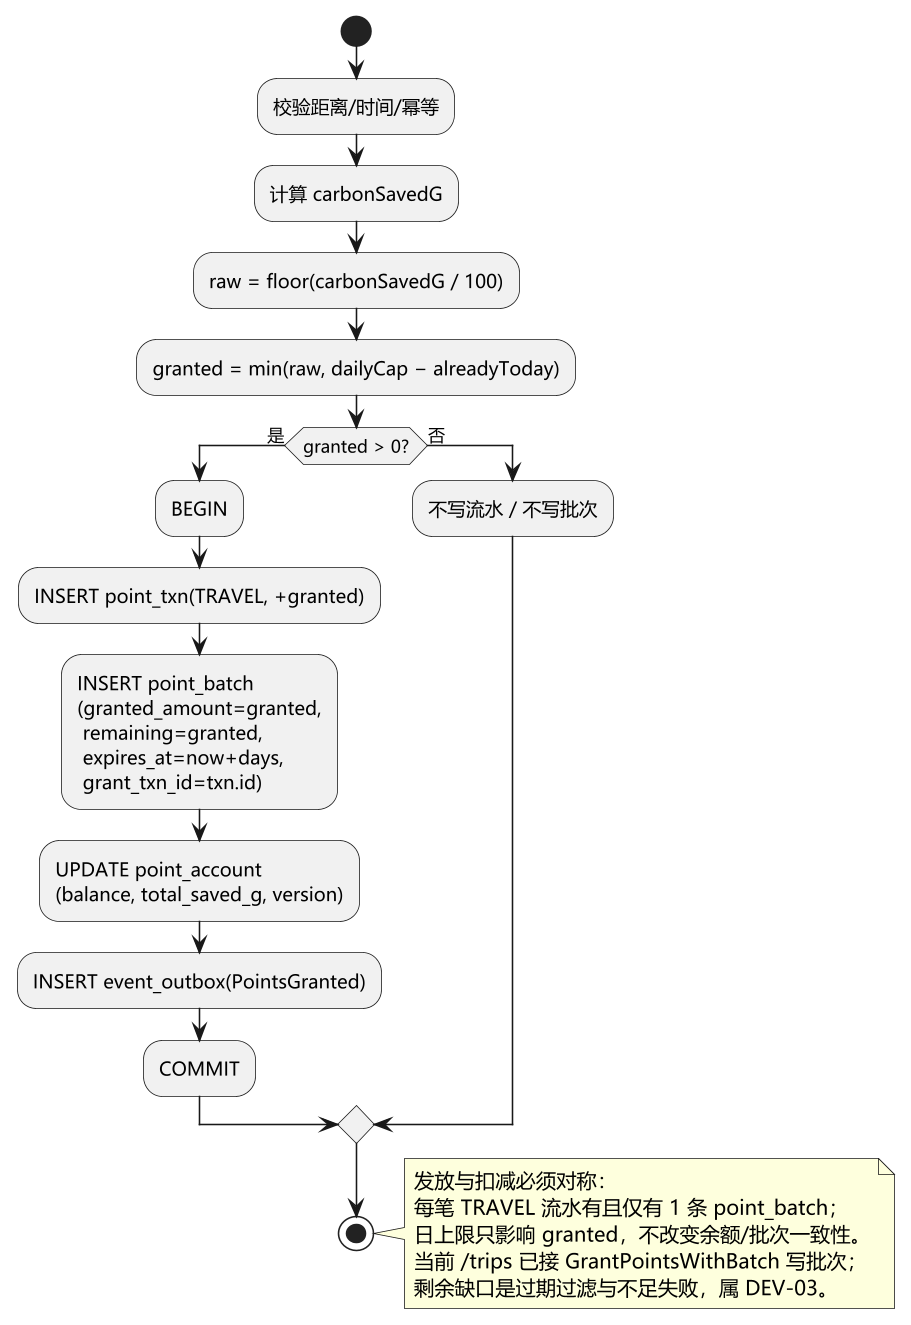 校验距离/时间/幂等
计算 carbonSavedG
raw = floor(carbonSavedG / 100)
granted = min(raw, dailyCap − alreadyToday)
是
granted > 0?
否
BEGIN
不写流水 / 不写批次
INSERT point_txn(TRAVEL, +granted)
INSERT point_batch
(granted_amount=granted,
remaining=granted,
expires_at=now+days,
grant_txn_id=txn.id)
UPDATE point_account
(balance, total_saved_g, version)
INSERT event_outbox(PointsGranted)
COMMIT
发放与扣减必须对称：
每笔 TRAVEL 流水有且仅有 1 条 point_batch；
日上限只影响 granted，不改变余额/批次一致性。
当前 /trips 已接 GrantPointsWithBatch 写批次；
剩余缺口是过期过滤与不足失败，属 DEV-03。